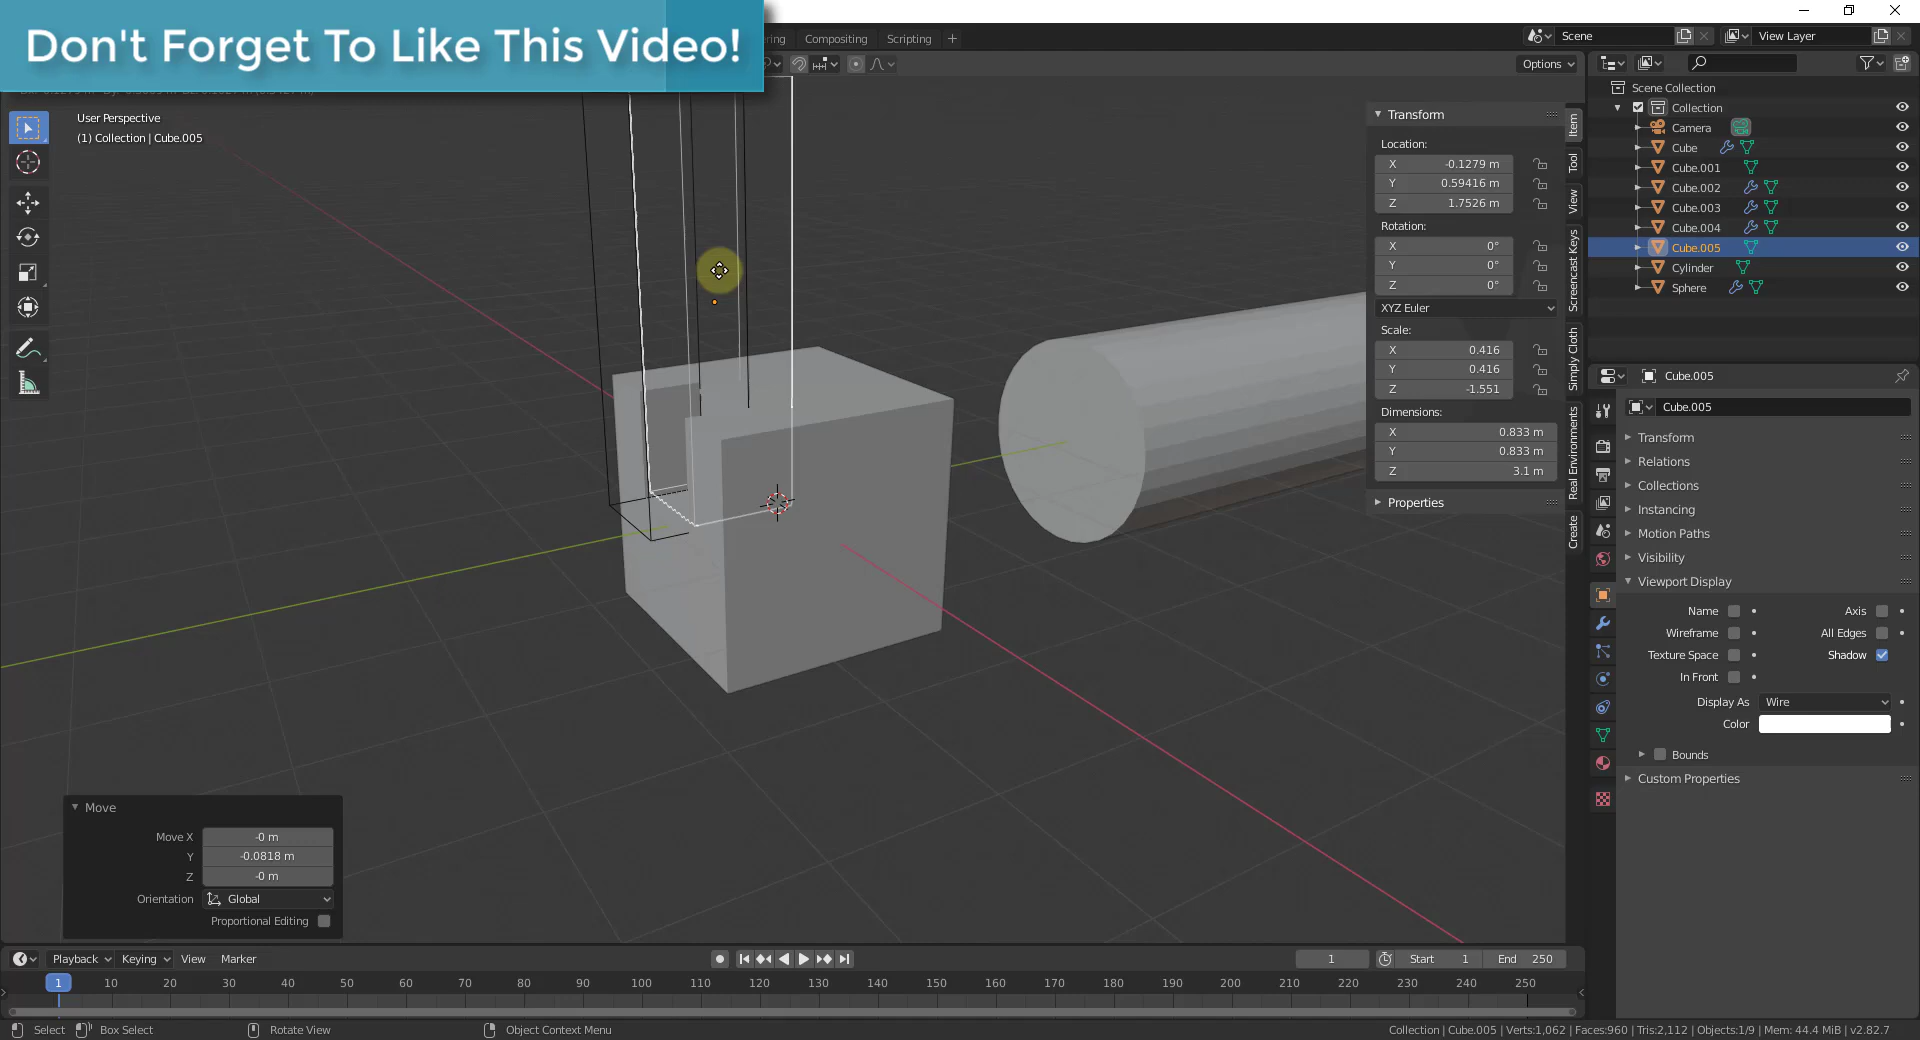 Don't Forget To Like This Video!
Compositing
Scripting
Scene
View Layer
Options
User Perspective
(1) Collection | Cube.005
Transform
Location:
X -0.1279 m
Y 0.59416 m
Z 1.7526 m
Rotation:
X 0°
Y 0°
Z 0°
XYZ Euler
Scale:
X 0.416
Y 0.416
Z -1.551
Dimensions:
X 0.833 m
Y 0.833 m
Z 3.1 m
Properties
Item
Tool
View
Screencast Keys
Simply Cloth
Real Environments
Create
Scene Collection
Collection
Camera
Cube
Cube.001
Cube.002
Cube.003
Cube.004
Cube.005
Cylinder
Sphere
Cube.005
Cube.005
Transform
Relations
Collections
Instancing
Motion Paths
Visibility
Viewport Display
Name Axis
Wireframe All Edges
Texture Space Shadow
In Front
Display As Wire
Color
Bounds
Custom Properties
Move
Move X -0 m
Y -0.0818 m
Z -0 m
Orientation Global
Proportional Editing
Playback Keying View Marker
1 Start 1 End 250
1 10 20 30 40 50 60 70 80 90 100 110 120 130 140 150 160 170 180 190 200 210 220 230 240 250
Select Box Select Rotate View Object Context Menu
Collection | Cube.005 | Verts:1,062 | Faces:960 | Tris:2,112 | Objects:1/9 | Mem: 44.4 MiB | v2.82.7